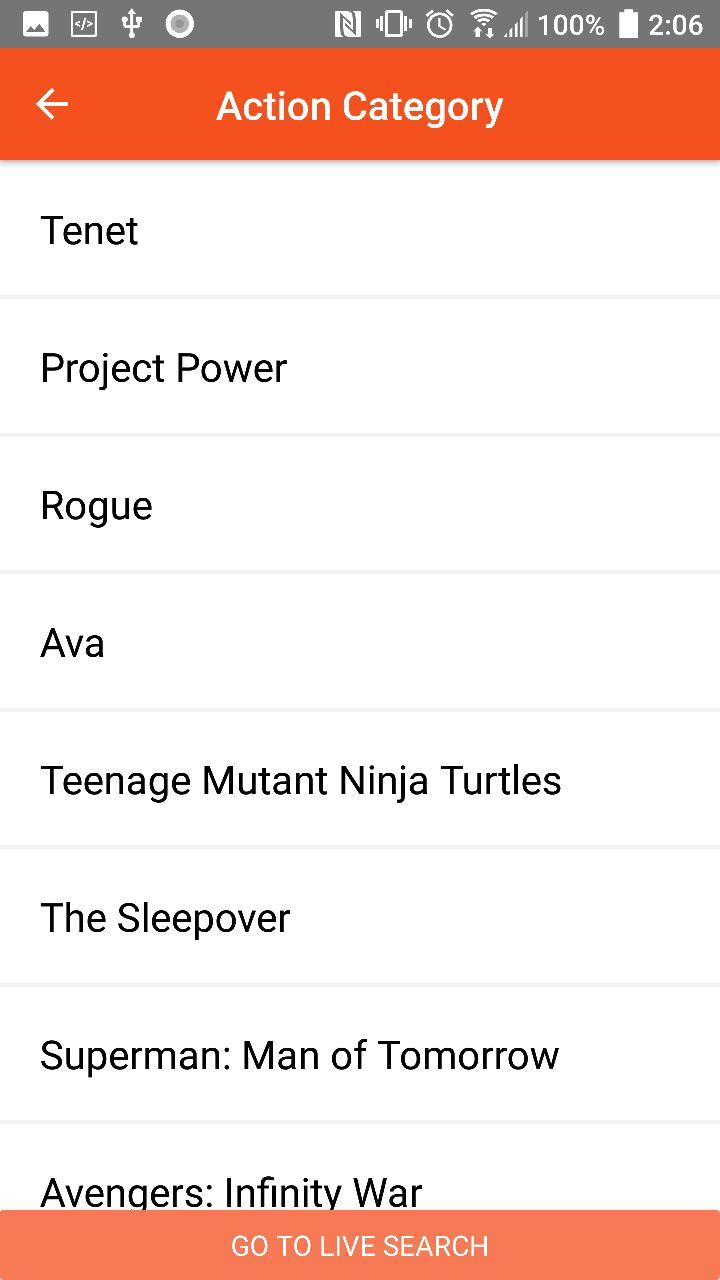 100% 2:06
Action Category
Tenet
Project Power
Rogue
Ava
Teenage Mutant Ninja Turtles
The Sleepover
Superman: Man of Tomorrow
Avengers: Infinity War
GO TO LIVE SEARCH